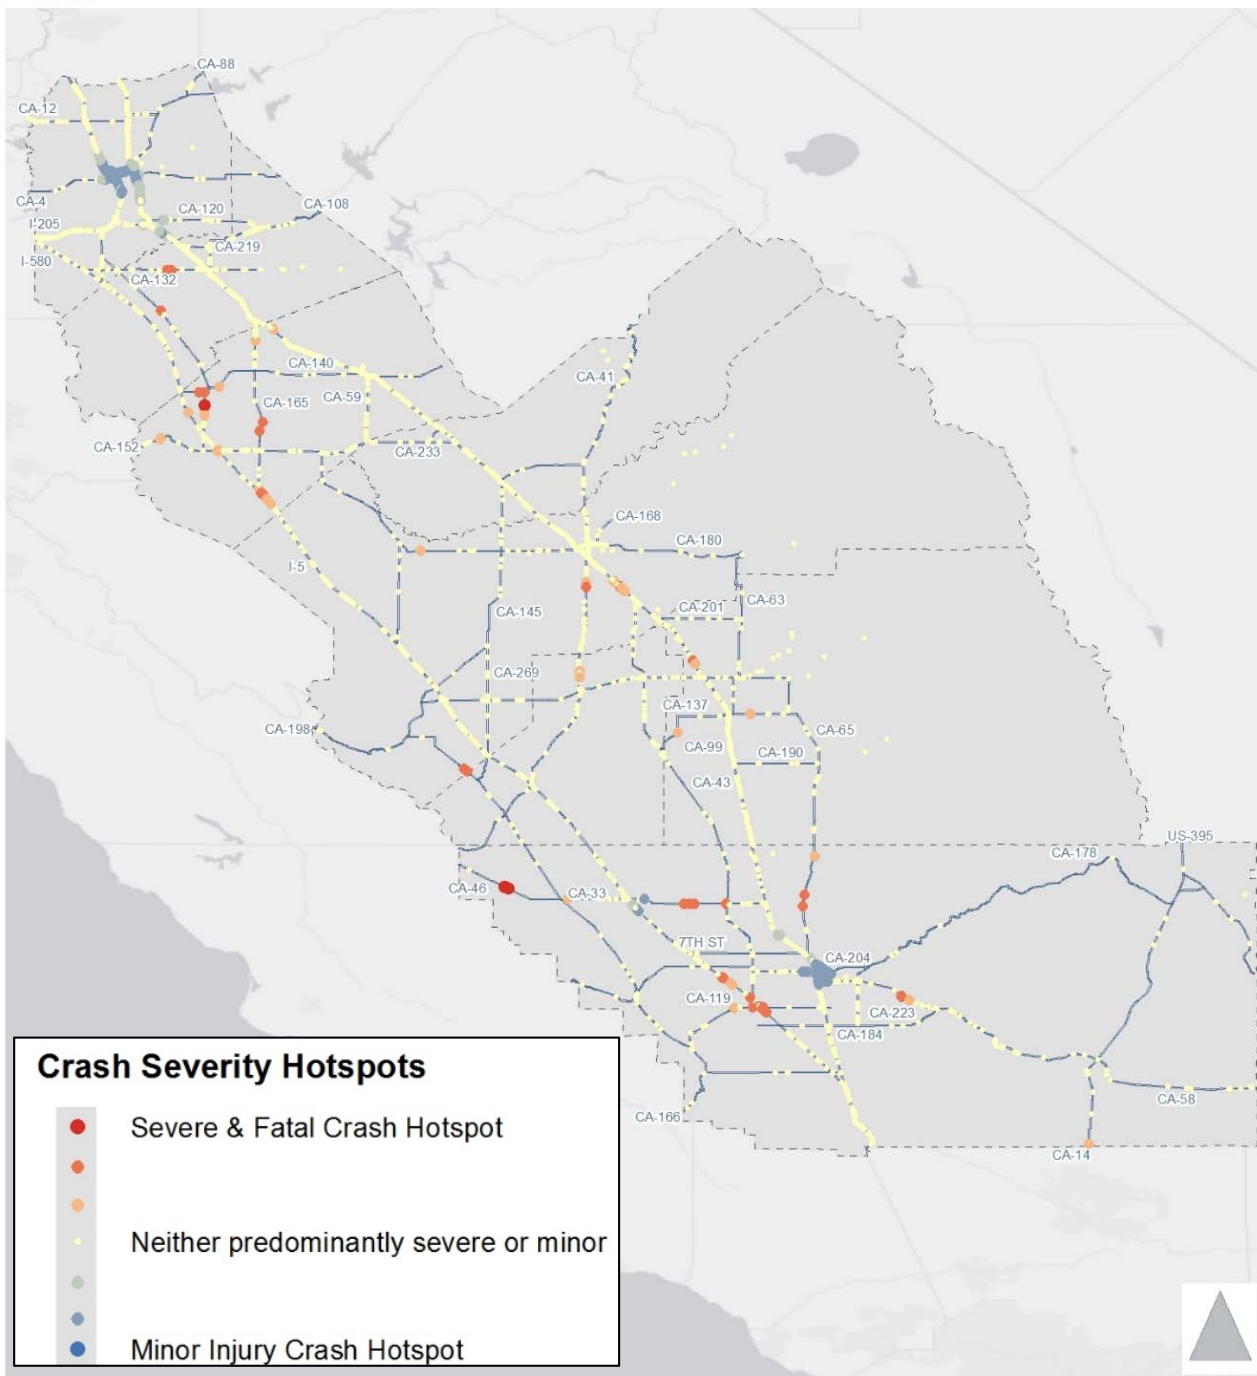 CA-88
CA-12
CA-4
CA-120
CA-108
I-205
CA-219
I-580
CA-132
CA-140
CA-41
CA-59
CA-165
CA-152
CA-233
CA-168
CA-180
I-5
CA-145
CA-201
CA-63
CA-269
CA-137
CA-198
CA-65
CA-99
CA-190
CA-43
US-395
CA-178
CA-46
CA-33
7TH ST
CA-204
CA-119
CA-223
CA-184
CA-58
CA-166
CA-14
Crash Severity Hotspots
Severe & Fatal Crash Hotspot
Neither predominantly severe or minor
Minor Injury Crash Hotspot